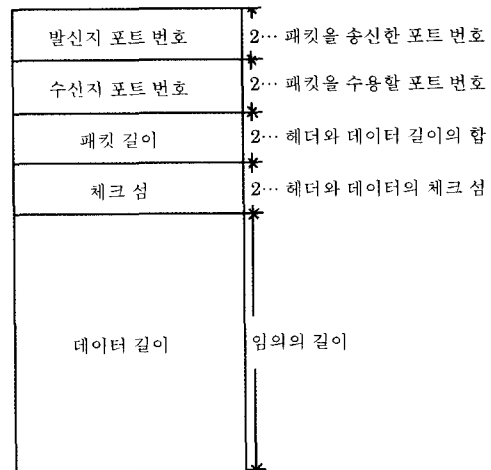 발신지 포트 번호 2… 패킷을 송신한 포트 번호
수신지 포트 번호 2… 패킷을 수용할 포트 번호
패킷 길이 2… 헤더와 데이터 길이의 합
체크 섬 2… 헤더와 데이터의 체크 섬
데이터 길이 임의의 길이